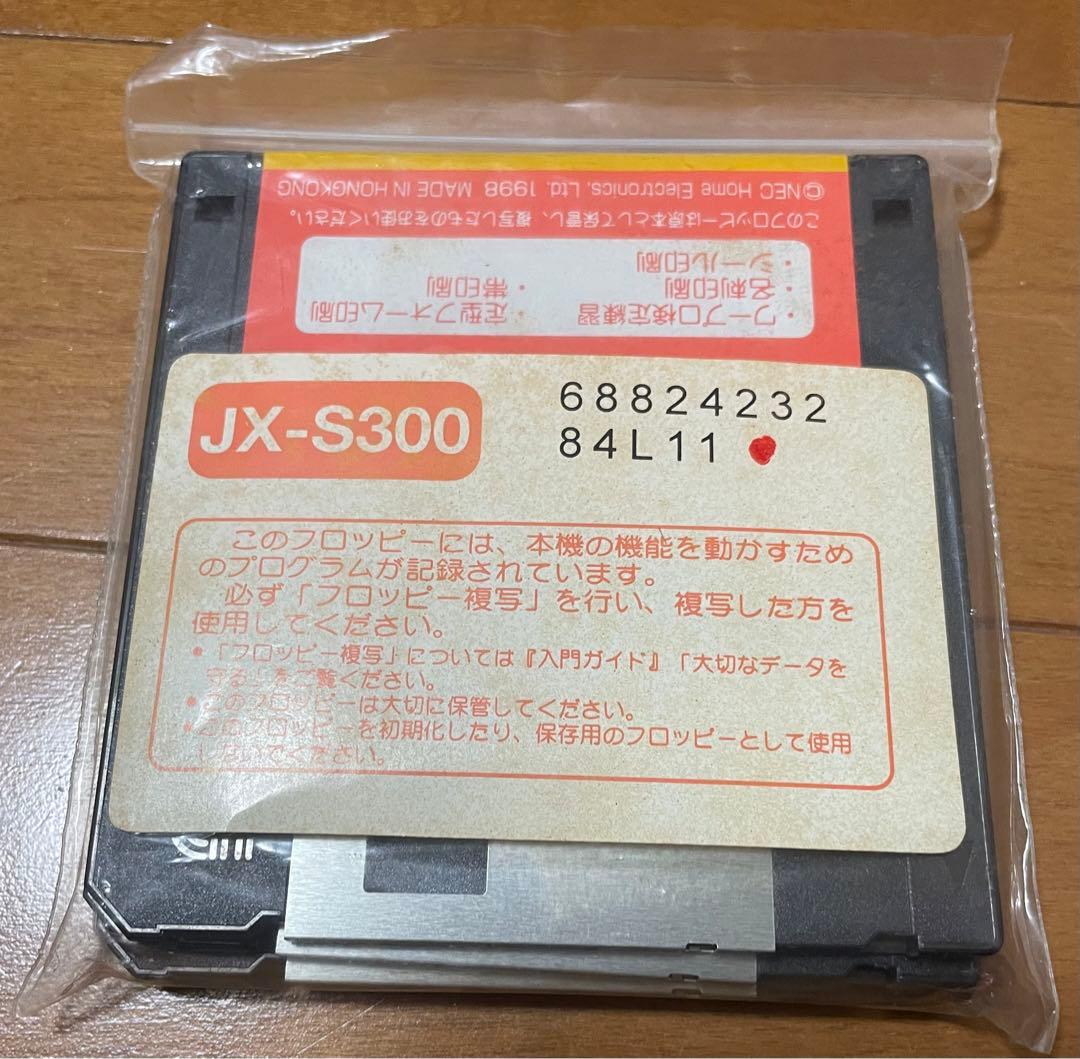 ©NEC Home Electronics, Ltd. 1998 MADE IN HONGKONG
このフロッピーは原本として保管し、複写したものをお使いください。
・ワープロ検定練習 ・定型フォーム印刷
・名刺印刷 ・帯印刷
・シール印刷
JX-S300
68824232
84L11
このフロッピーには、本機の機能を動かすため
のプログラムが記録されています。
必ず「フロッピー複写」を行い、複写した方を
使用してください。
•「フロッピー複写」については『入門ガイド』「大切なデータを
守る」をご覧ください。
•このフロッピーは大切に保管してください。
•このフロッピーを初期化したり、保存用のフロッピーとして使用
しないでください。